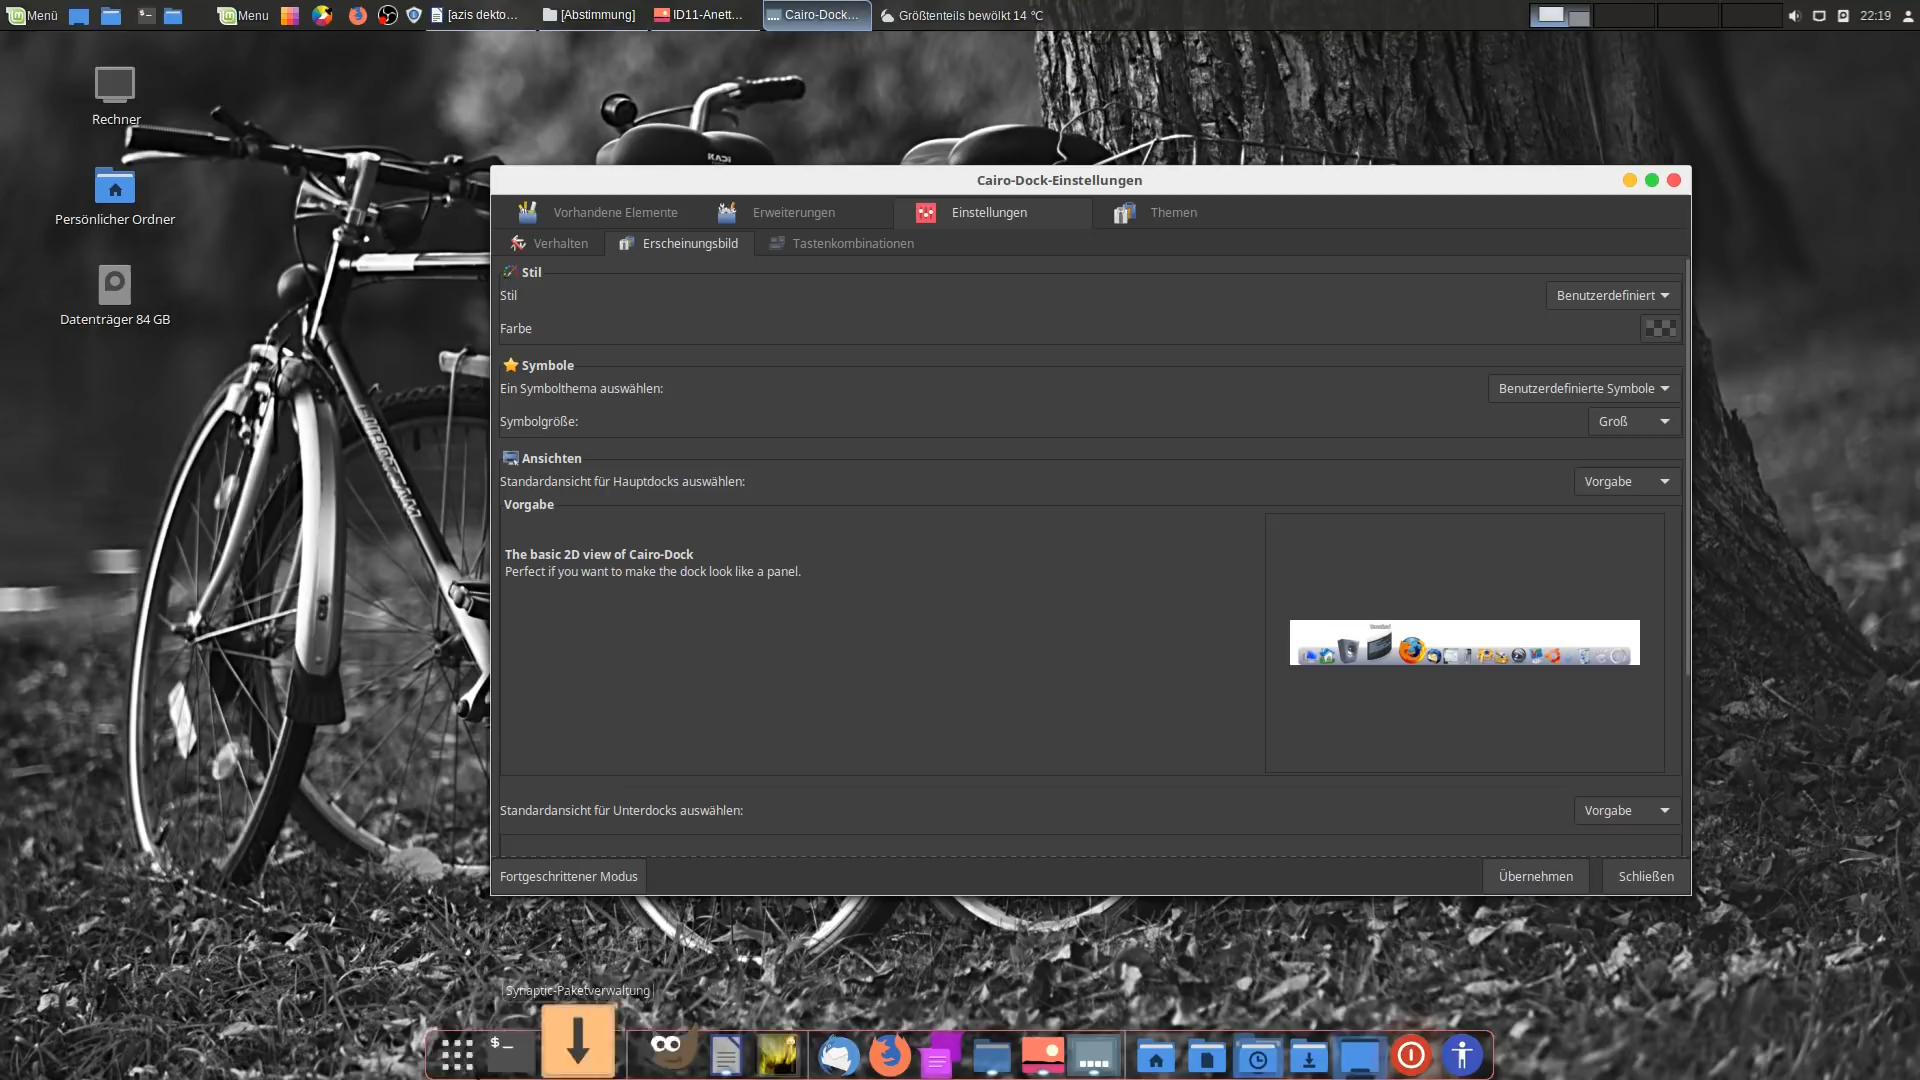 Menü
Menu
[azis dekto...
[Abstimmung]
ID11-Anett...
Cairo-Dock...
Größtenteils bewölkt 14 °C
22:19
Rechner
Persönlicher Ordner
Datenträger 84 GB
Cairo-Dock-Einstellungen
Vorhandene Elemente
Erweiterungen
Einstellungen
Themen
Verhalten
Erscheinungsbild
Tastenkombinationen
Stil
Stil
Benutzerdefiniert
Farbe
Symbole
Ein Symbolthema auswählen:
Benutzerdefinierte Symbole
Symbolgröße:
Groß
Ansichten
Standardansicht für Hauptdocks auswählen:
Vorgabe
Vorgabe
The basic 2D view of Cairo-Dock
Perfect if you want to make the dock look like a panel.
Standardansicht für Unterdocks auswählen:
Vorgabe
Fortgeschrittener Modus
Übernehmen
Schließen
Synaptic-Paketverwaltung
$_